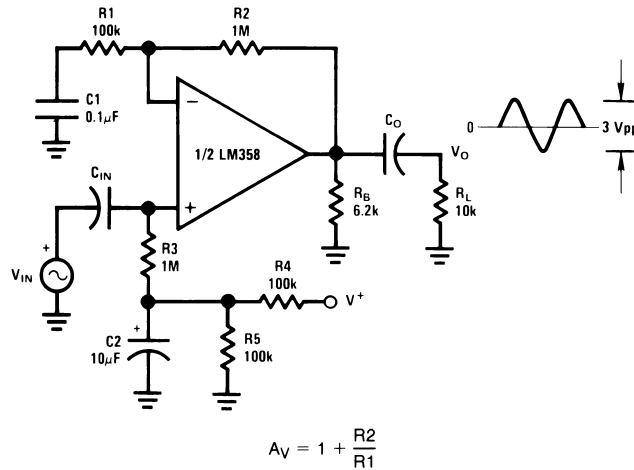 R1
100k
R2
1M
C1
0.1μF
−
1/2 LM358
+
CO
VO
0
3 Vpp
RB
6.2k
RL
10k
CIN
+
VIN
R3
1M
R4
100k
V+
+
C2
10μF
R5
100k
AV = 1 + R2/R1